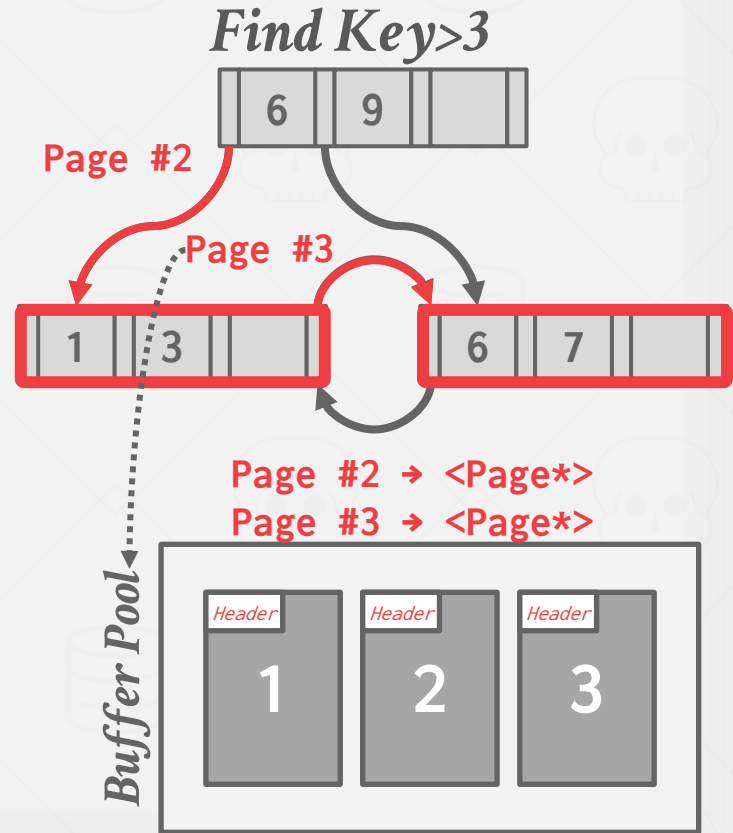 Find Key>3
6 9
Page #2
Page #3
1 3
6 7
Page #2 → <Page*>
Page #3 → <Page*>
Buffer Pool
Header Header Header
1 2 3